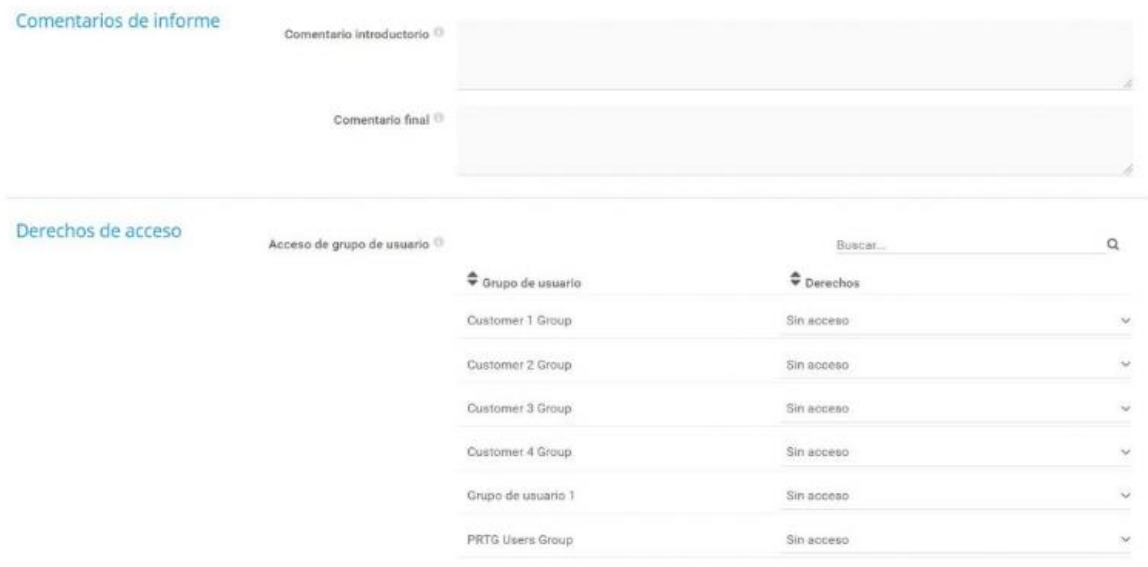 Comentarios de informe
Comentario introductorio
Comentario final
Derechos de acceso
Acceso de grupo de usuario
Buscar...
Grupo de usuario Derechos
Customer 1 Group Sin acceso
Customer 2 Group Sin acceso
Customer 3 Group Sin acceso
Customer 4 Group Sin acceso
Grupo de usuario 1 Sin acceso
PRTG Users Group Sin acceso